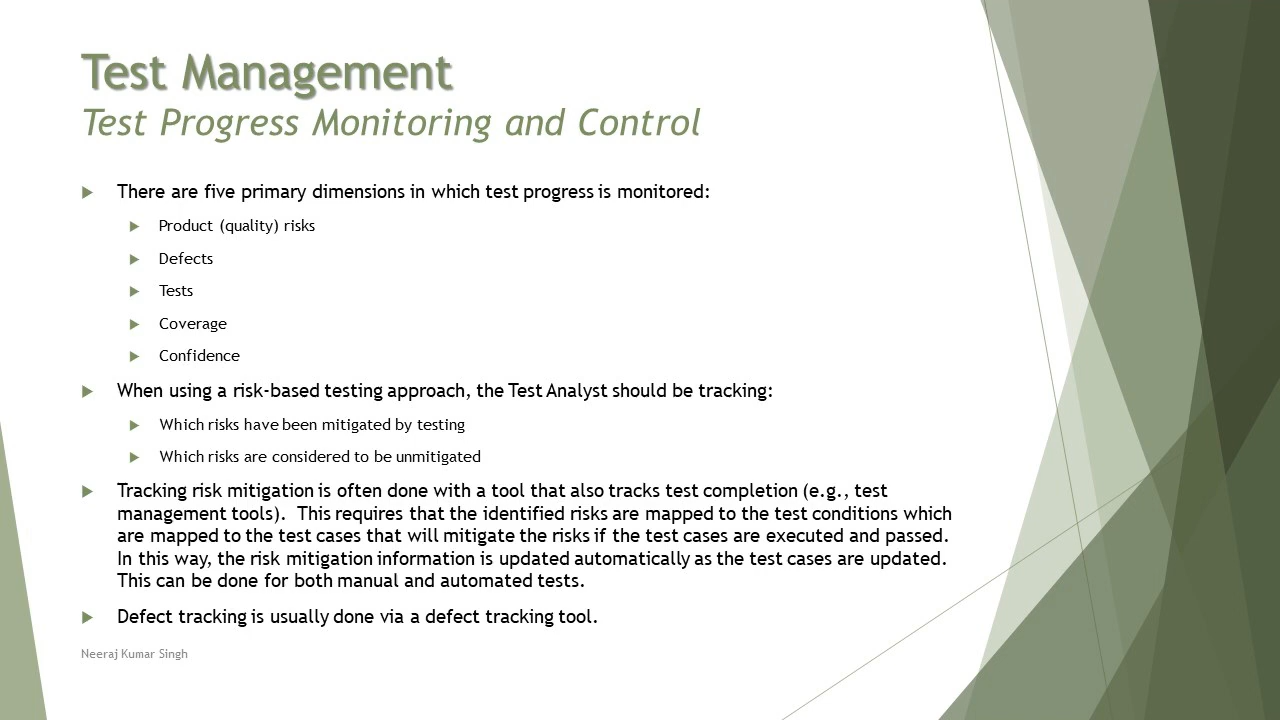 Test Management
Test Progress Monitoring and Control
There are five primary dimensions in which test progress is monitored:
Product (quality) risks
Defects
Tests
Coverage
Confidence
When using a risk-based testing approach, the Test Analyst should be tracking:
Which risks have been mitigated by testing
Which risks are considered to be unmitigated
Tracking risk mitigation is often done with a tool that also tracks test completion (e.g., test
management tools).  This requires that the identified risks are mapped to the test conditions which
are mapped to the test cases that will mitigate the risks if the test cases are executed and passed.
In this way, the risk mitigation information is updated automatically as the test cases are updated.
This can be done for both manual and automated tests.
Defect tracking is usually done via a defect tracking tool.
Neeraj Kumar Singh